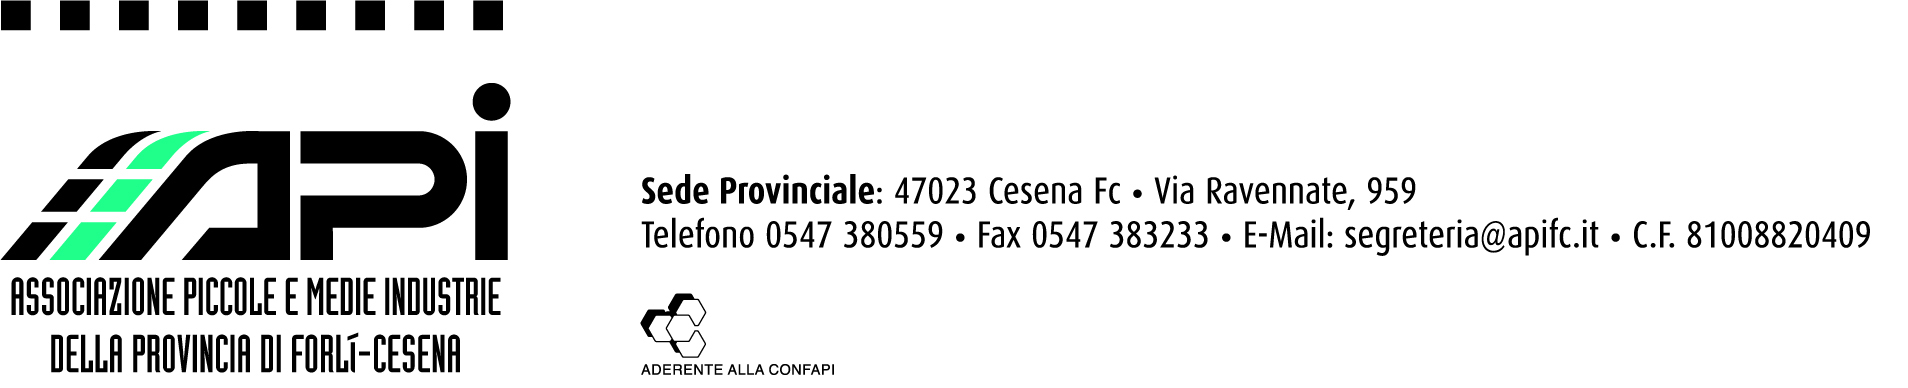 API
ASSOCIAZIONE PICCOLE E MEDIE INDUSTRIE
DELLA PROVINCIA DI FORLÍ-CESENA
Sede Provinciale: 47023 Cesena Fc • Via Ravennate, 959
Telefono 0547 380559 • Fax 0547 383233 • E-Mail: segreteria@apifc.it • C.F. 81008820409
ADERENTE ALLA CONFAPI